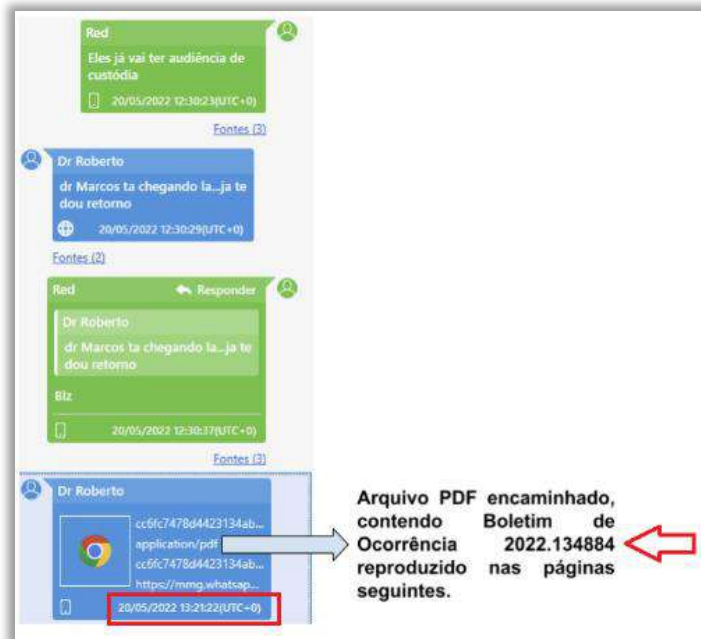 Red
Eles já vai ter audiência de
custódia
20/05/2022 12:30:23(UTC+0)
Fontes (3)
Dr Roberto
dr Marcos ta chegando la...ja te
dou retorno
20/05/2022 12:30:29(UTC+0)
Fontes (2)
Red
Responder
Dr Roberto
dr Marcos ta chegando la...ja te
dou retorno
Blz
20/05/2022 12:30:37(UTC+0)
Fontes (3)
Dr Roberto
cc6fc7478d4423134ab...
application/pdf
cc6fc7478d4423134ab...
https://mmg.whatsap...
20/05/2022 13:21:22(UTC+0)
Arquivo PDF encaminhado,
contendo Boletim de
Ocorrência 2022.134884
reproduzido nas páginas
seguintes.